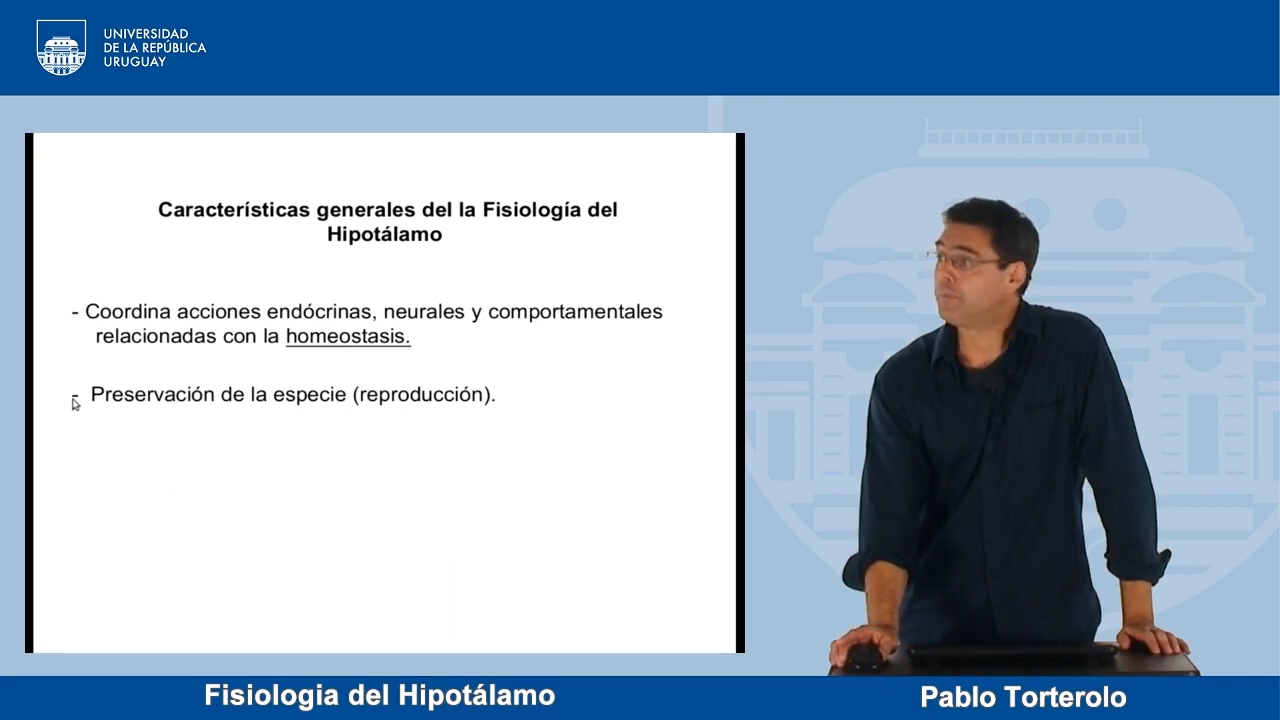 UNIVERSIDAD
DE LA REPÚBLICA
URUGUAY
Características generales del la Fisiología del
Hipotálamo
- Coordina acciones endócrinas, neurales y comportamentales
relacionadas con la homeostasis.
- Preservación de la especie (reproducción).
Fisiologia del Hipotálamo
Pablo Torterolo